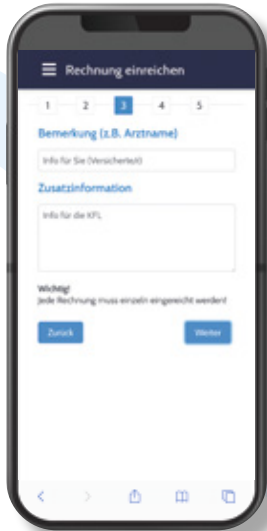 Rechnung einreichen
1 2 3 4 5
Bemerkung (z.B. Arztname)
Info für Sie (Versicherte/r)
Zusatzinformation
Info für die KFL
Wichtig!
Jede Rechnung muss einzeln eingereicht werden!
Zurück Weiter